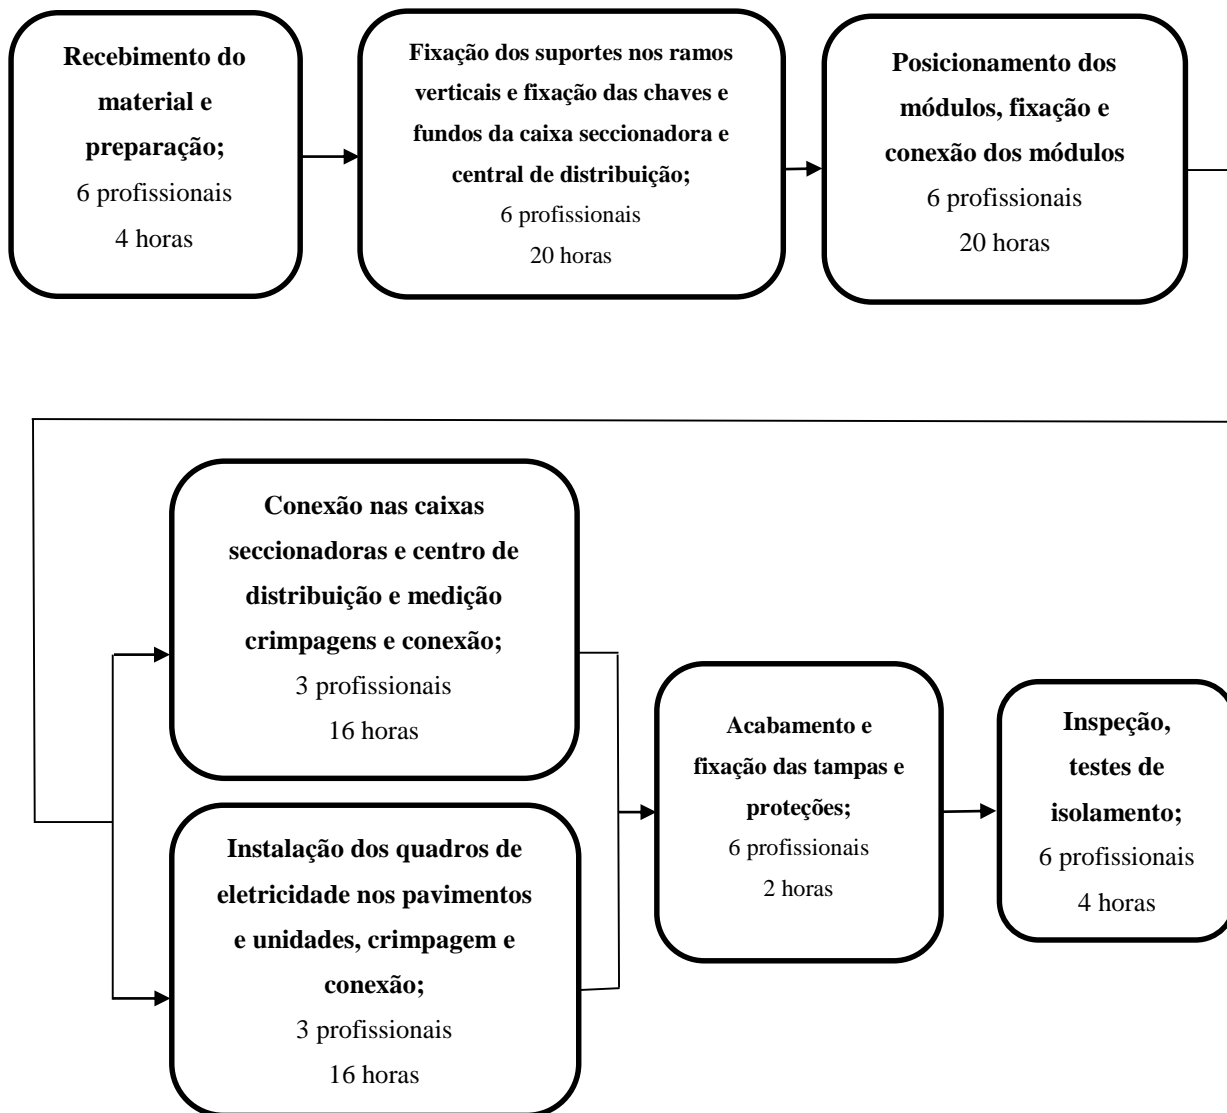 Recebimento do
material e
preparação;
6 profissionais
4 horas
Fixação dos suportes nos ramos
verticais e fixação das chaves e
fundos da caixa seccionadora e
central de distribuição;
6 profissionais
20 horas
Posicionamento dos
módulos, fixação e
conexão dos módulos
6 profissionais
20 horas
Conexão nas caixas
seccionadoras e centro de
distribuição e medição
crimpagens e conexão;
3 profissionais
16 horas
Instalação dos quadros de
eletricidade nos pavimentos
e unidades, crimpagem e
conexão;
3 profissionais
16 horas
Acabamento e
fixação das tampas e
proteções;
6 profissionais
2 horas
Inspeção,
testes de
isolamento;
6 profissionais
4 horas